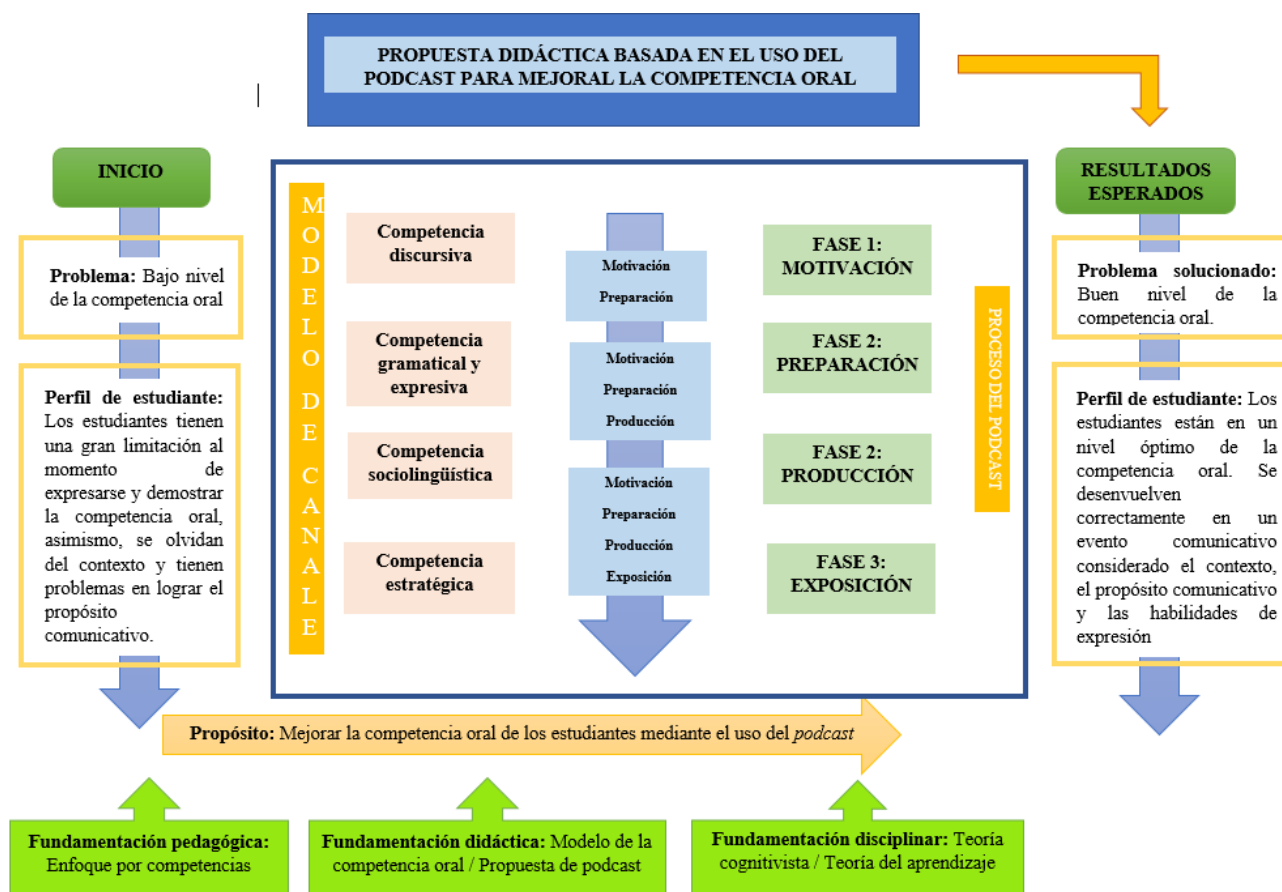 PROPUESTA DIDÁCTICA BASADA EN EL USO DEL
PODCAST PARA MEJORAL LA COMPETENCIA ORAL
INICIO
Problema: Bajo nivel
de la competencia oral
Perfil de estudiante:
Los estudiantes tienen
una gran limitación al
momento de
expresarse y demostrar
la competencia oral,
asimismo, se olvidan
del contexto y tienen
problemas en lograr el
propósito
comunicativo.
MODELO DE CANALE
Competencia
discursiva
Competencia
gramatical y
expresiva
Competencia
sociolingüística
Competencia
estratégica
Motivación
Preparación
Motivación
Preparación
Producción
Motivación
Preparación
Producción
Exposición
FASE 1:
MOTIVACIÓN
FASE 2:
PREPARACIÓN
FASE 2:
PRODUCCIÓN
FASE 3:
EXPOSICIÓN
PROCESO DEL PODCAST
RESULTADOS
ESPERADOS
Problema solucionado:
Buen nivel de la
competencia oral.
Perfil de estudiante: Los
estudiantes están en un
nivel óptimo de la
competencia oral. Se
desenvuelven
correctamente en un
evento comunicativo
considerado el contexto,
el propósito comunicativo
y las habilidades de
expresión
Propósito: Mejorar la competencia oral de los estudiantes mediante el uso del podcast
Fundamentación pedagógica:
Enfoque por competencias
Fundamentación didáctica: Modelo de la
competencia oral / Propuesta de podcast
Fundamentación disciplinar: Teoría
cognitivista / Teoría del aprendizaje